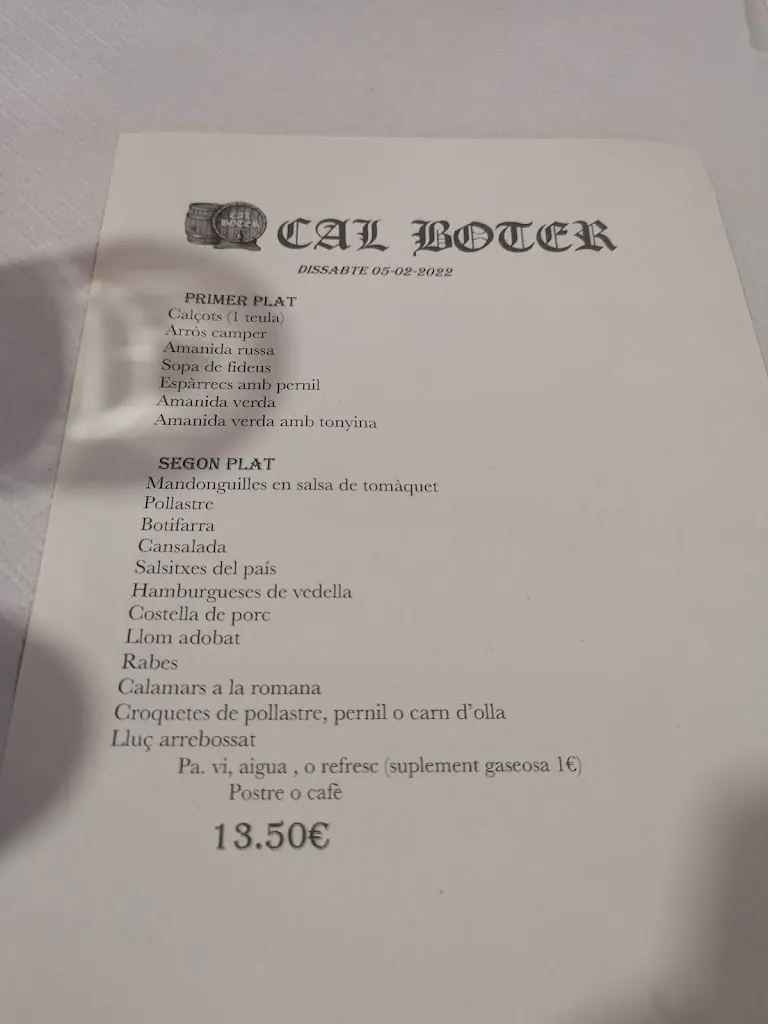 CAL BOTER
CAL BOTER
DISSABTE 05-02-2022
PRIMER PLAT
Calçots (1 teula)
Arròs camper
Amanida russa
Sopa de fideus
Espàrrecs amb pernil
Amanida verda
Amanida verda amb tonyina
SEGON PLAT
Mandonguilles en salsa de tomàquet
Pollastre
Botifarra
Cansalada
Salsitxes del país
Hamburgueses de vedella
Costella de porc
Llom adobat
Rabes
Calamars a la romana
Croquetes de pollastre, pernil o carn d'olla
Lluç arrebossat
Pa. vi, aigua , o refresc (suplement gaseosa 1€)
Postre o cafè
13.50€